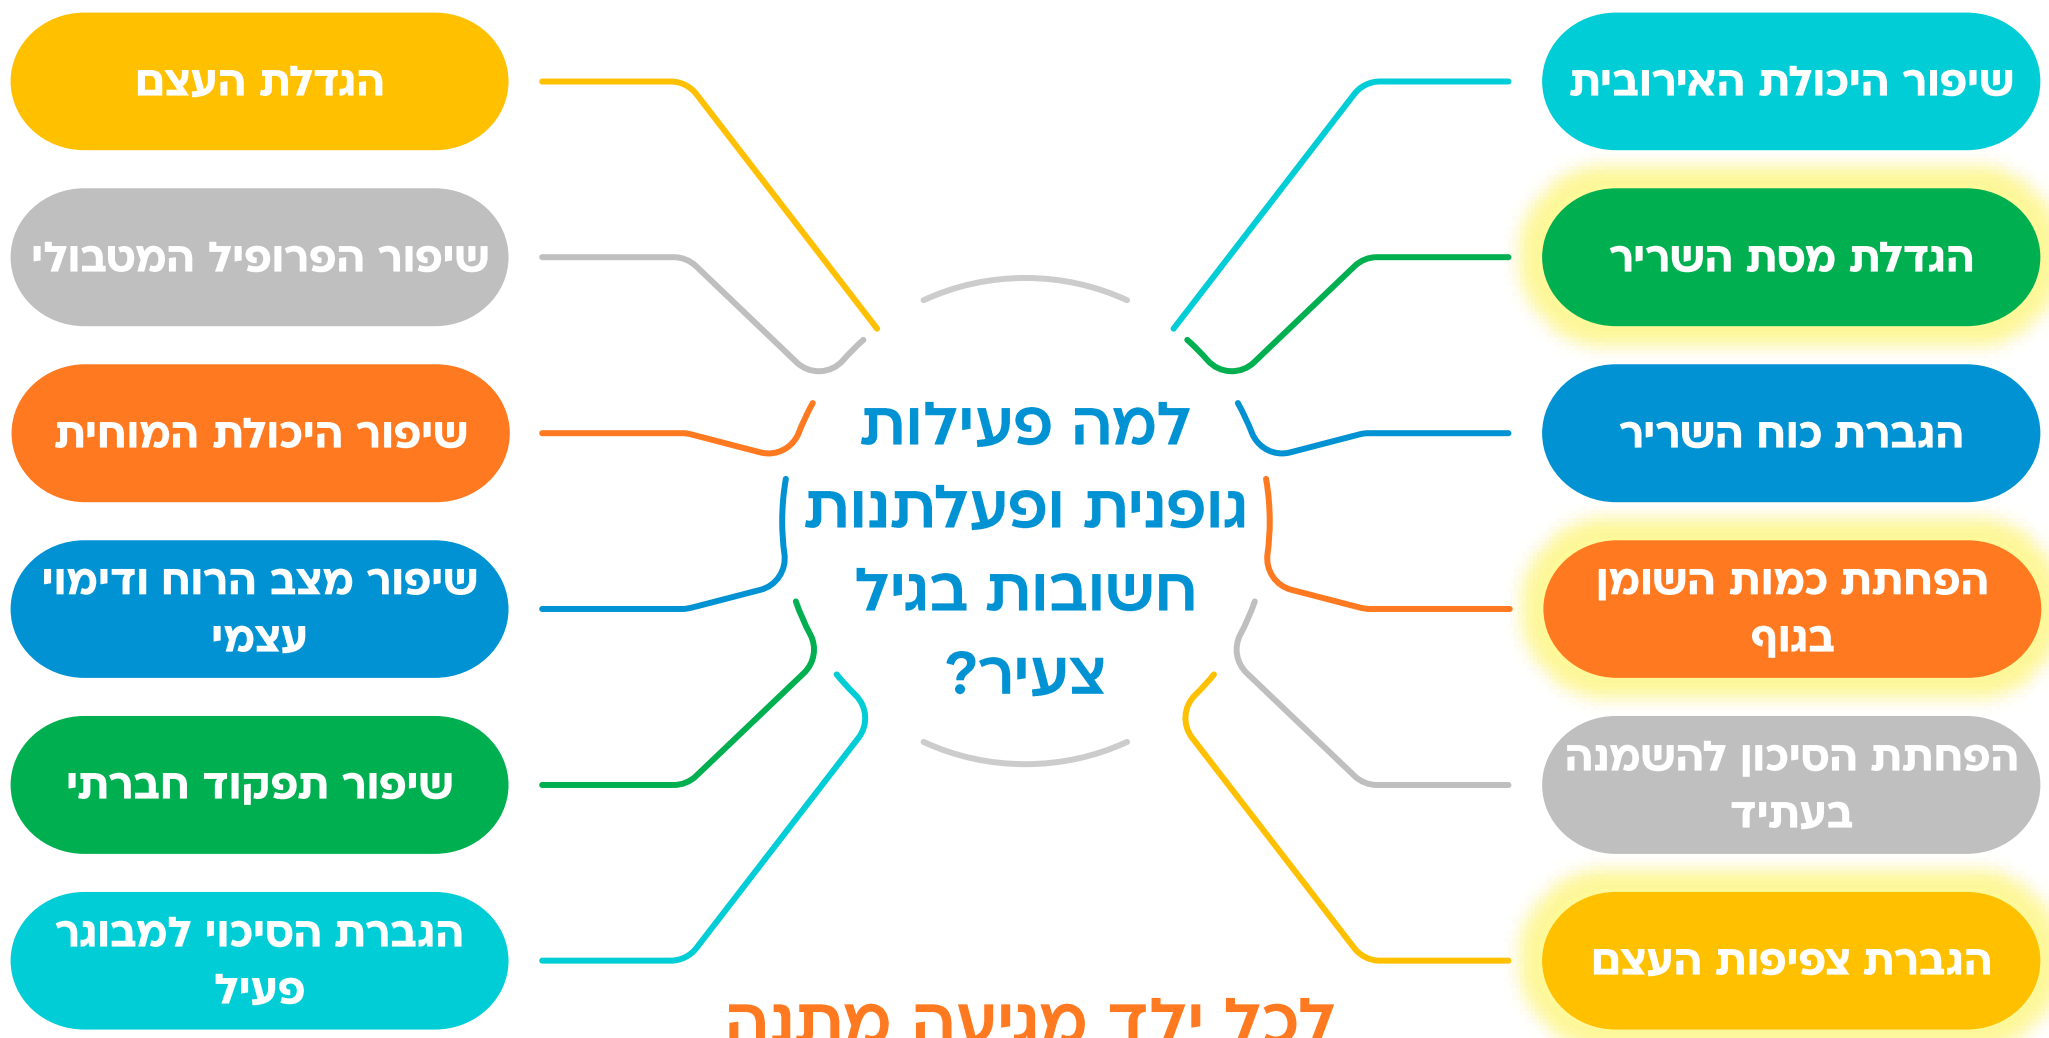 שיפור היכולת האירובית
הגדלת מסת השריר
הגברת כוח השריר
הפחתת כמות השומן
בגוף
הפחתת הסיכון להשמנה
בעתיד
הגברת צפיפות העצם
למה פעילות
גופנית ופעלתנות
חשובות בגיל
צעיר?
הגדלת העצם
שיפור הפרופיל המטבולי
שיפור היכולת המוחית
שיפור מצב הרוח ודימוי
עצמי
שיפור תפקוד חברתי
הגברת הסיכוי למבוגר
פעיל
לכל ילד מגיעה מתנה